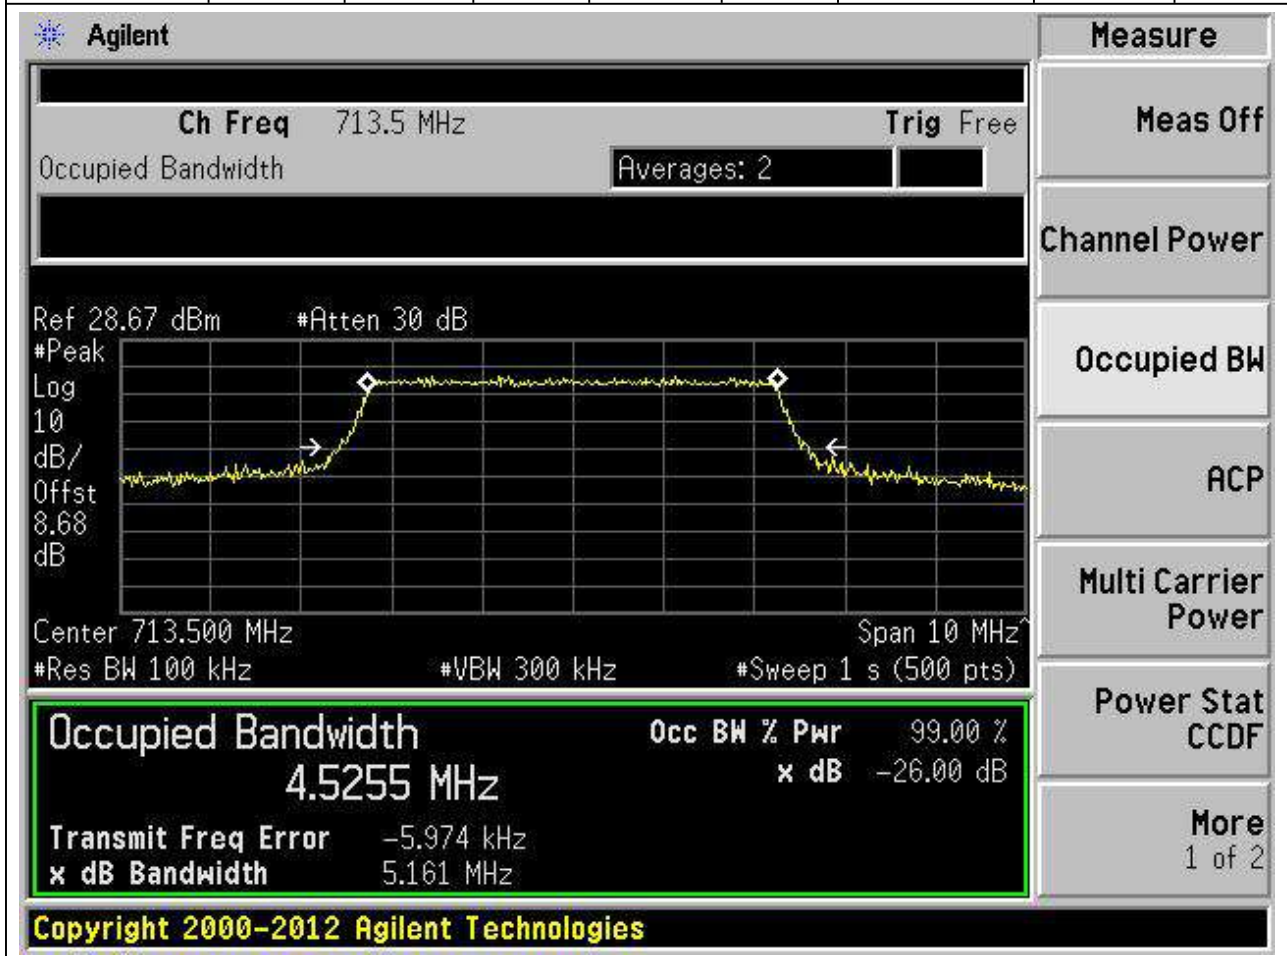 Agilent
Measure
Ch Freq 713.5 MHz Trig Free
Occupied Bandwidth Averages: 2
Meas Off
Channel Power
Occupied BW
ACP
Multi Carrier
Power
Power Stat
CCDF
More
1 of 2
Ref 28.67 dBm #Atten 30 dB
#Peak
Log
10
dB/
Offst
8.68
dB
Center 713.500 MHz Span 10 MHz^
#Res BW 100 kHz #VBW 300 kHz #Sweep 1 s (500 pts)
Occupied Bandwidth Occ BW % Pwr 99.00 %
4.5255 MHz x dB -26.00 dB
Transmit Freq Error -5.974 kHz
x dB Bandwidth 5.161 MHz
Copyright 2000-2012 Agilent Technologies